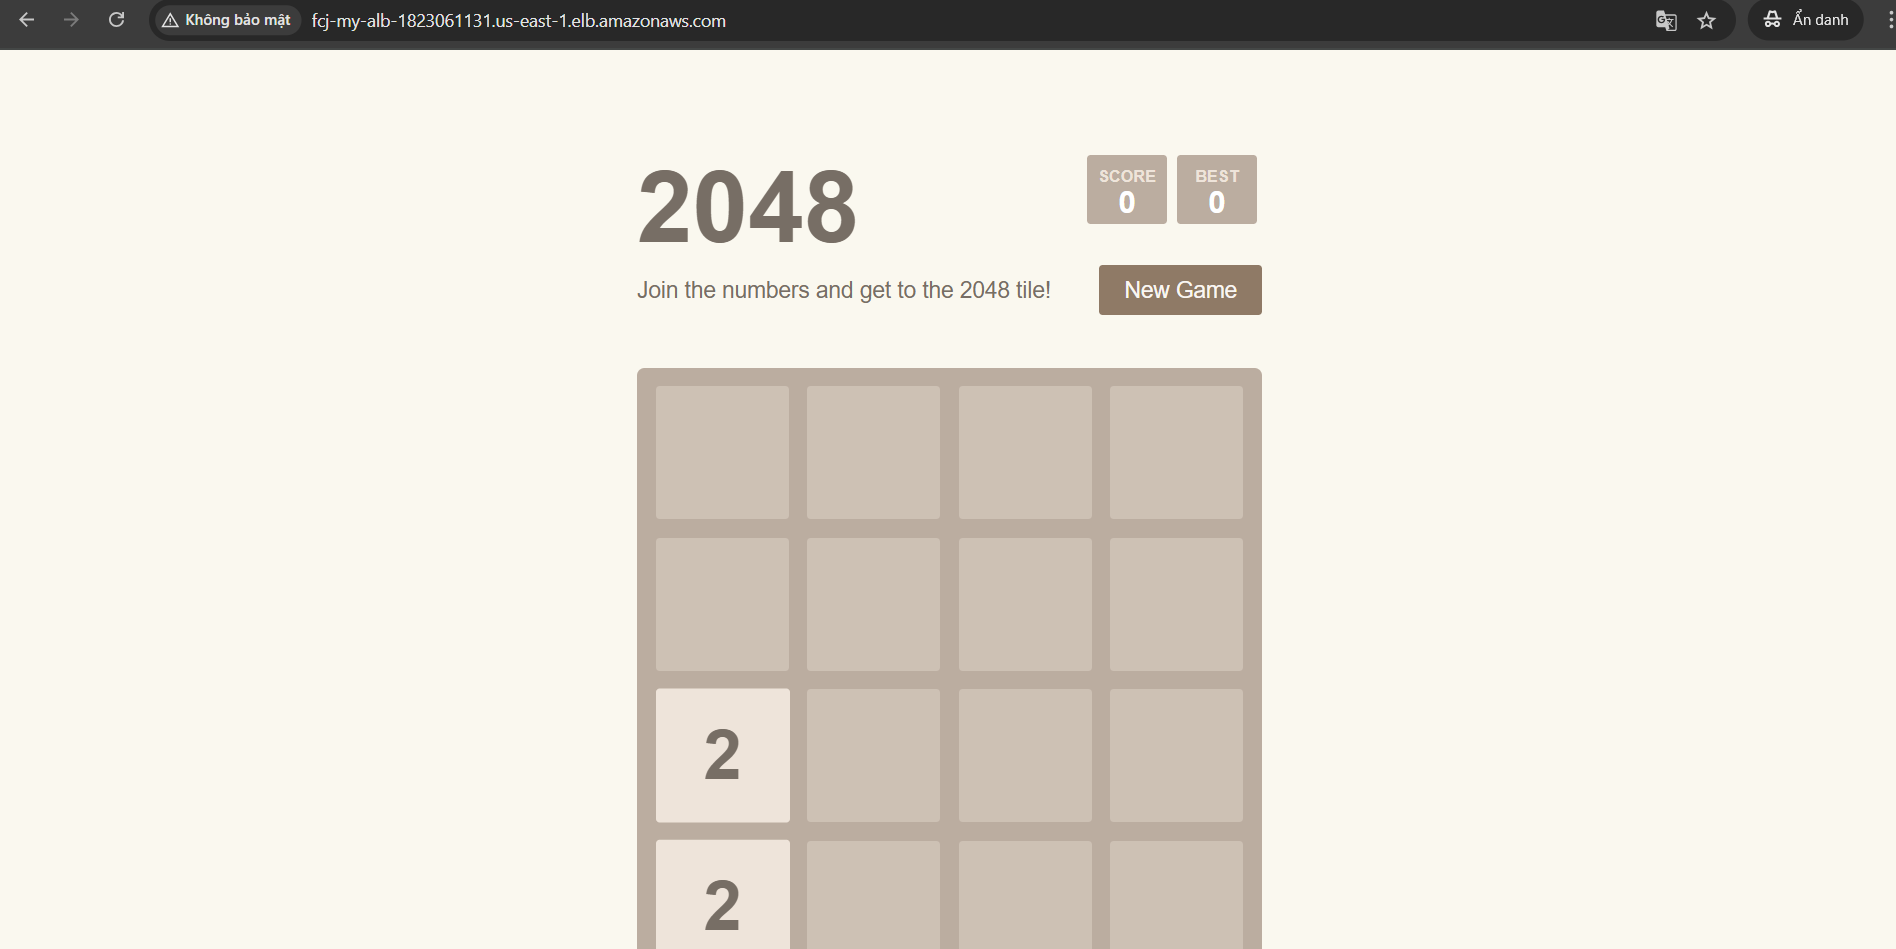 Không bảo mật fcj-my-alb-1823061131.us-east-1.elb.amazonaws.com Ẩn danh
2048
SCORE
0
BEST
0
Join the numbers and get to the 2048 tile!
New Game
2
2